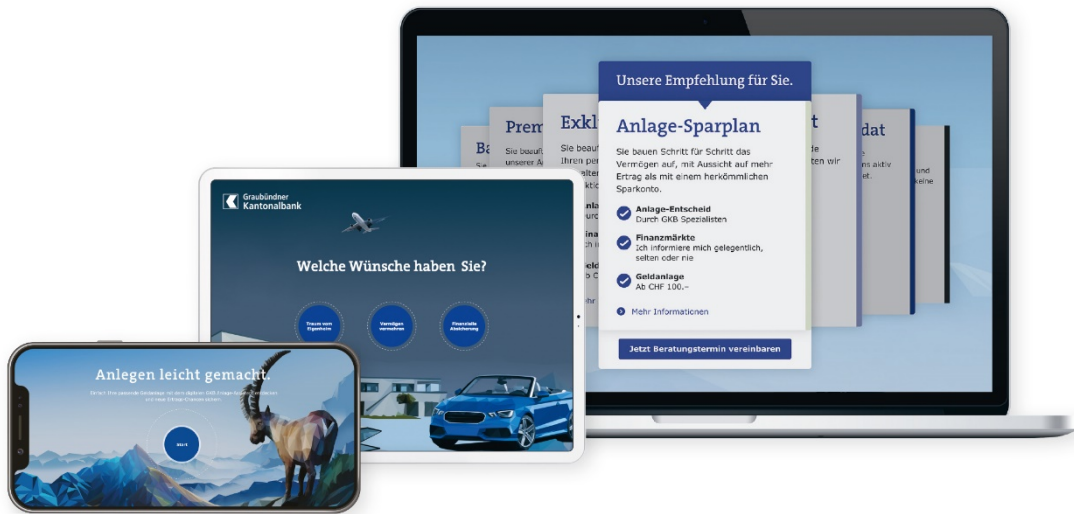 Unsere Empfehlung für Sie.
Anlage-Sparplan
Sie bauen Schritt für Schritt das
Vermögen auf, mit Aussicht auf mehr
Ertrag als mit einem herkömmlichen
Sparkonto.
Anlage-Entscheid
Durch GKB Spezialisten
Finanzmärkte
Ich informiere mich gelegentlich,
selten oder nie
Geldanlage
Ab CHF 100.–
Mehr Informationen
Jetzt Beratungstermin vereinbaren
Graubündner
Kantonalbank
Welche Wünsche haben Sie?
Traum vom
Eigenheim
Vermögen
vermehren
Finanzielle
Absicherung
Anlegen leicht gemacht.
Start